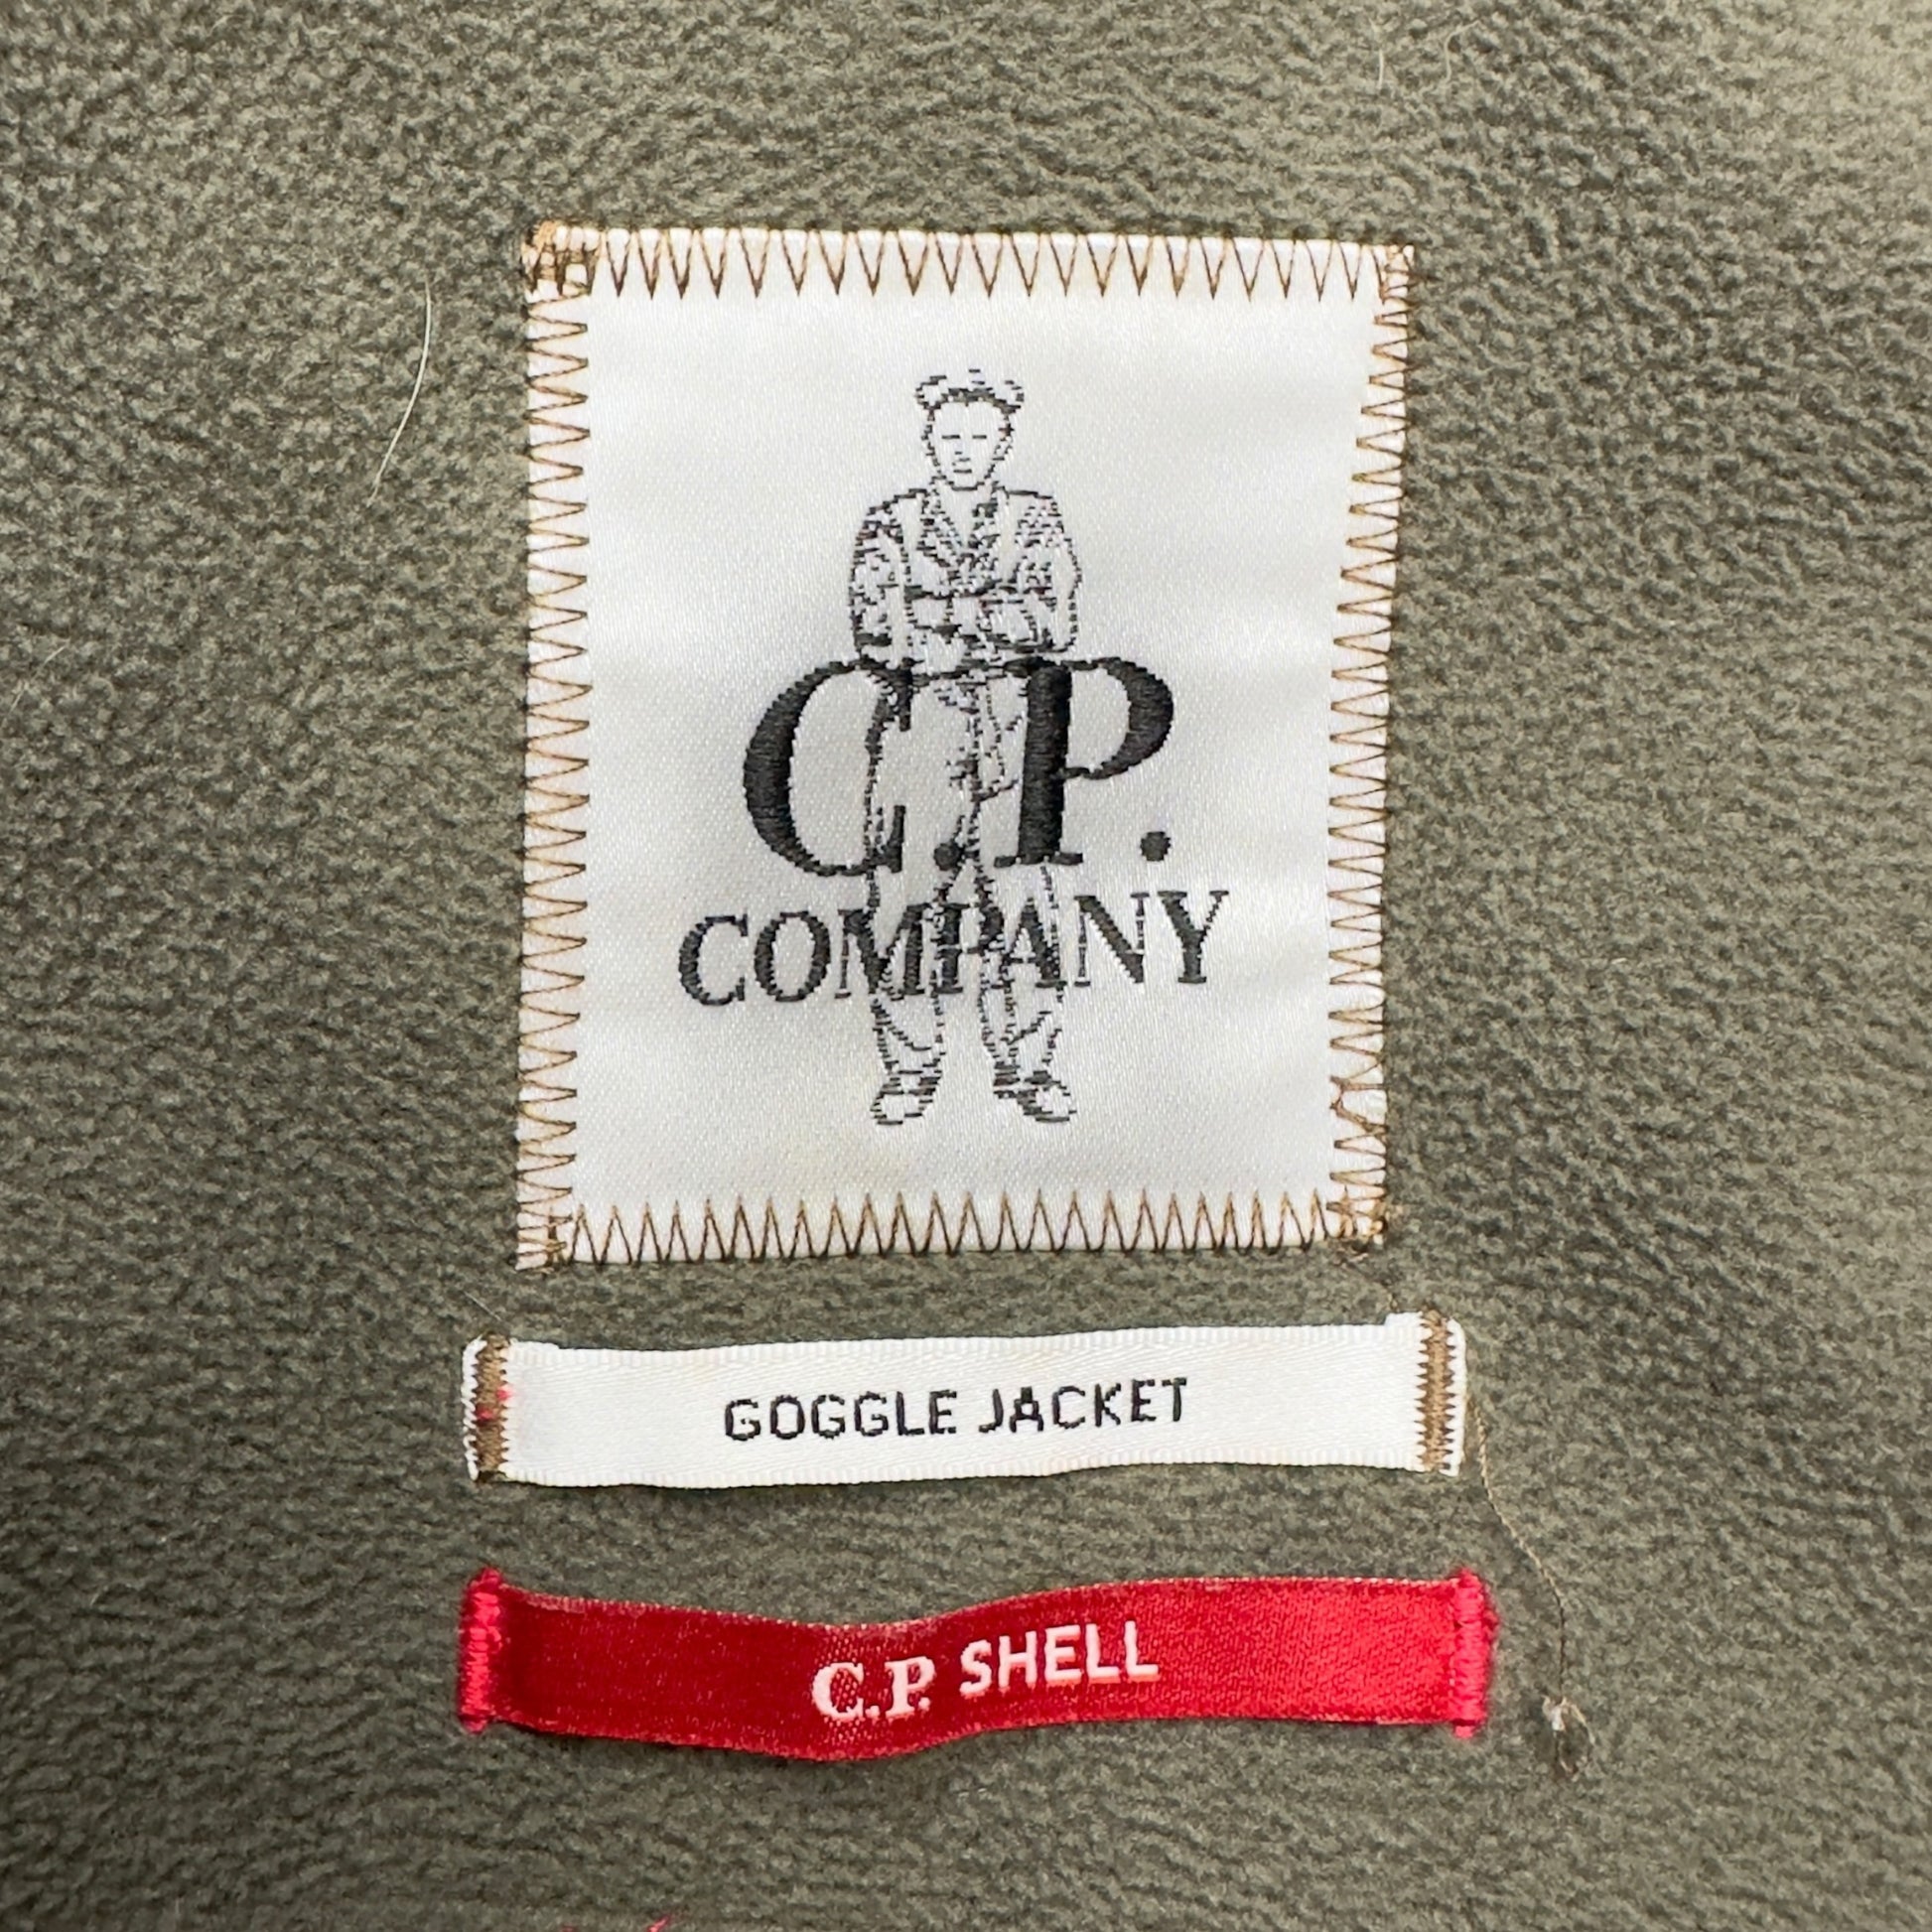 C.P.
COMPANY
GOGGLE JACKET
C.P. SHELL